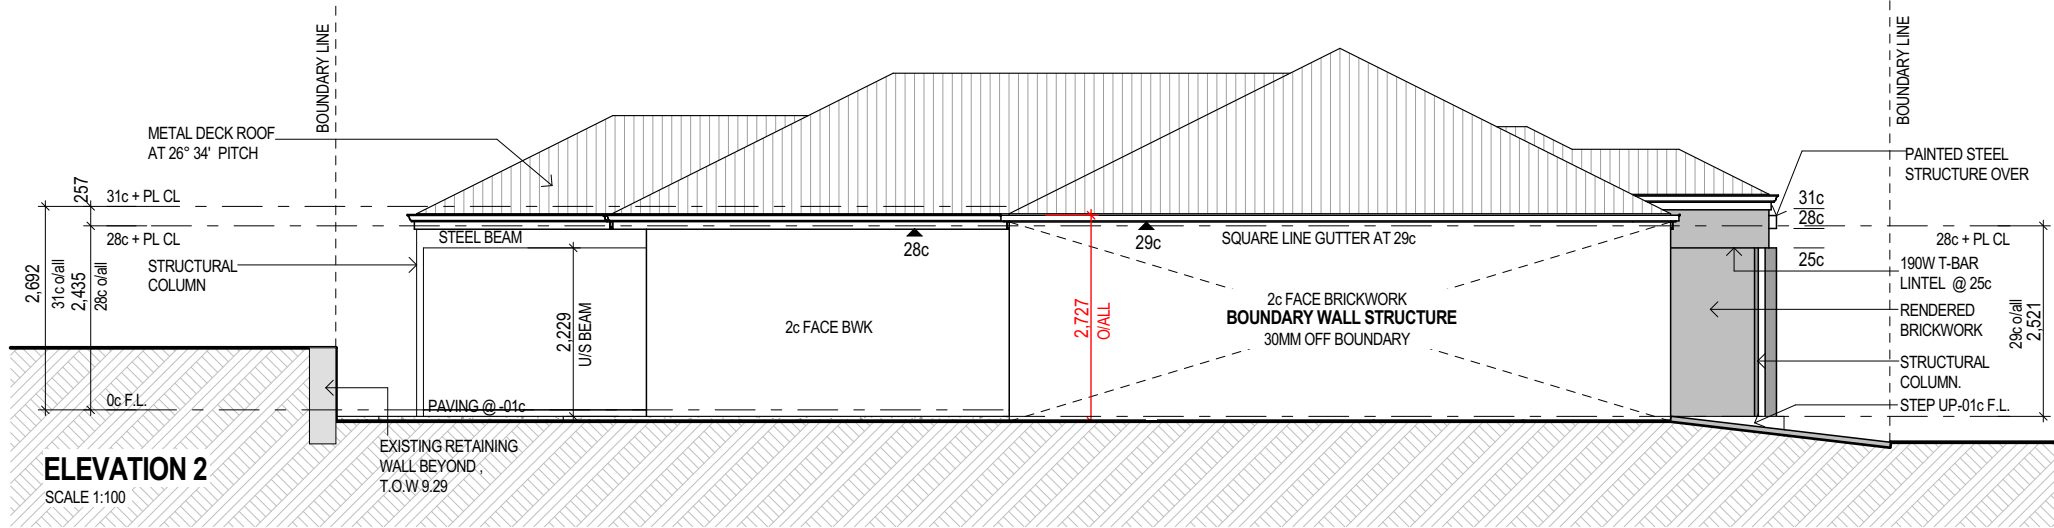 BOUNDARY LINE
BOUNDARY LINE
METAL DECK ROOF
AT 26° 34' PITCH
PAINTED STEEL
STRUCTURE OVER
257
31c + PL CL
31c
28c
28c + PL CL
STEEL BEAM
28c
29c
SQUARE LINE GUTTER AT 29c
28c + PL CL
25c
STRUCTURAL
COLUMN
190W T-BAR
LINTEL @ 25c
2,692
31c o/all
2,435
28c o/all
2,229
U/S BEAM
2c FACE BWK
2,727
O/ALL
2c FACE BRICKWORK
BOUNDARY WALL STRUCTURE
30MM OFF BOUNDARY
RENDERED
BRICKWORK
29c o/all
2,521
STRUCTURAL
COLUMN.
0c F.L.
PAVING @ -01c
STEP UP-01c F.L.
EXISTING RETAINING
WALL BEYOND ,
T.O.W 9.29
ELEVATION 2
SCALE 1:100